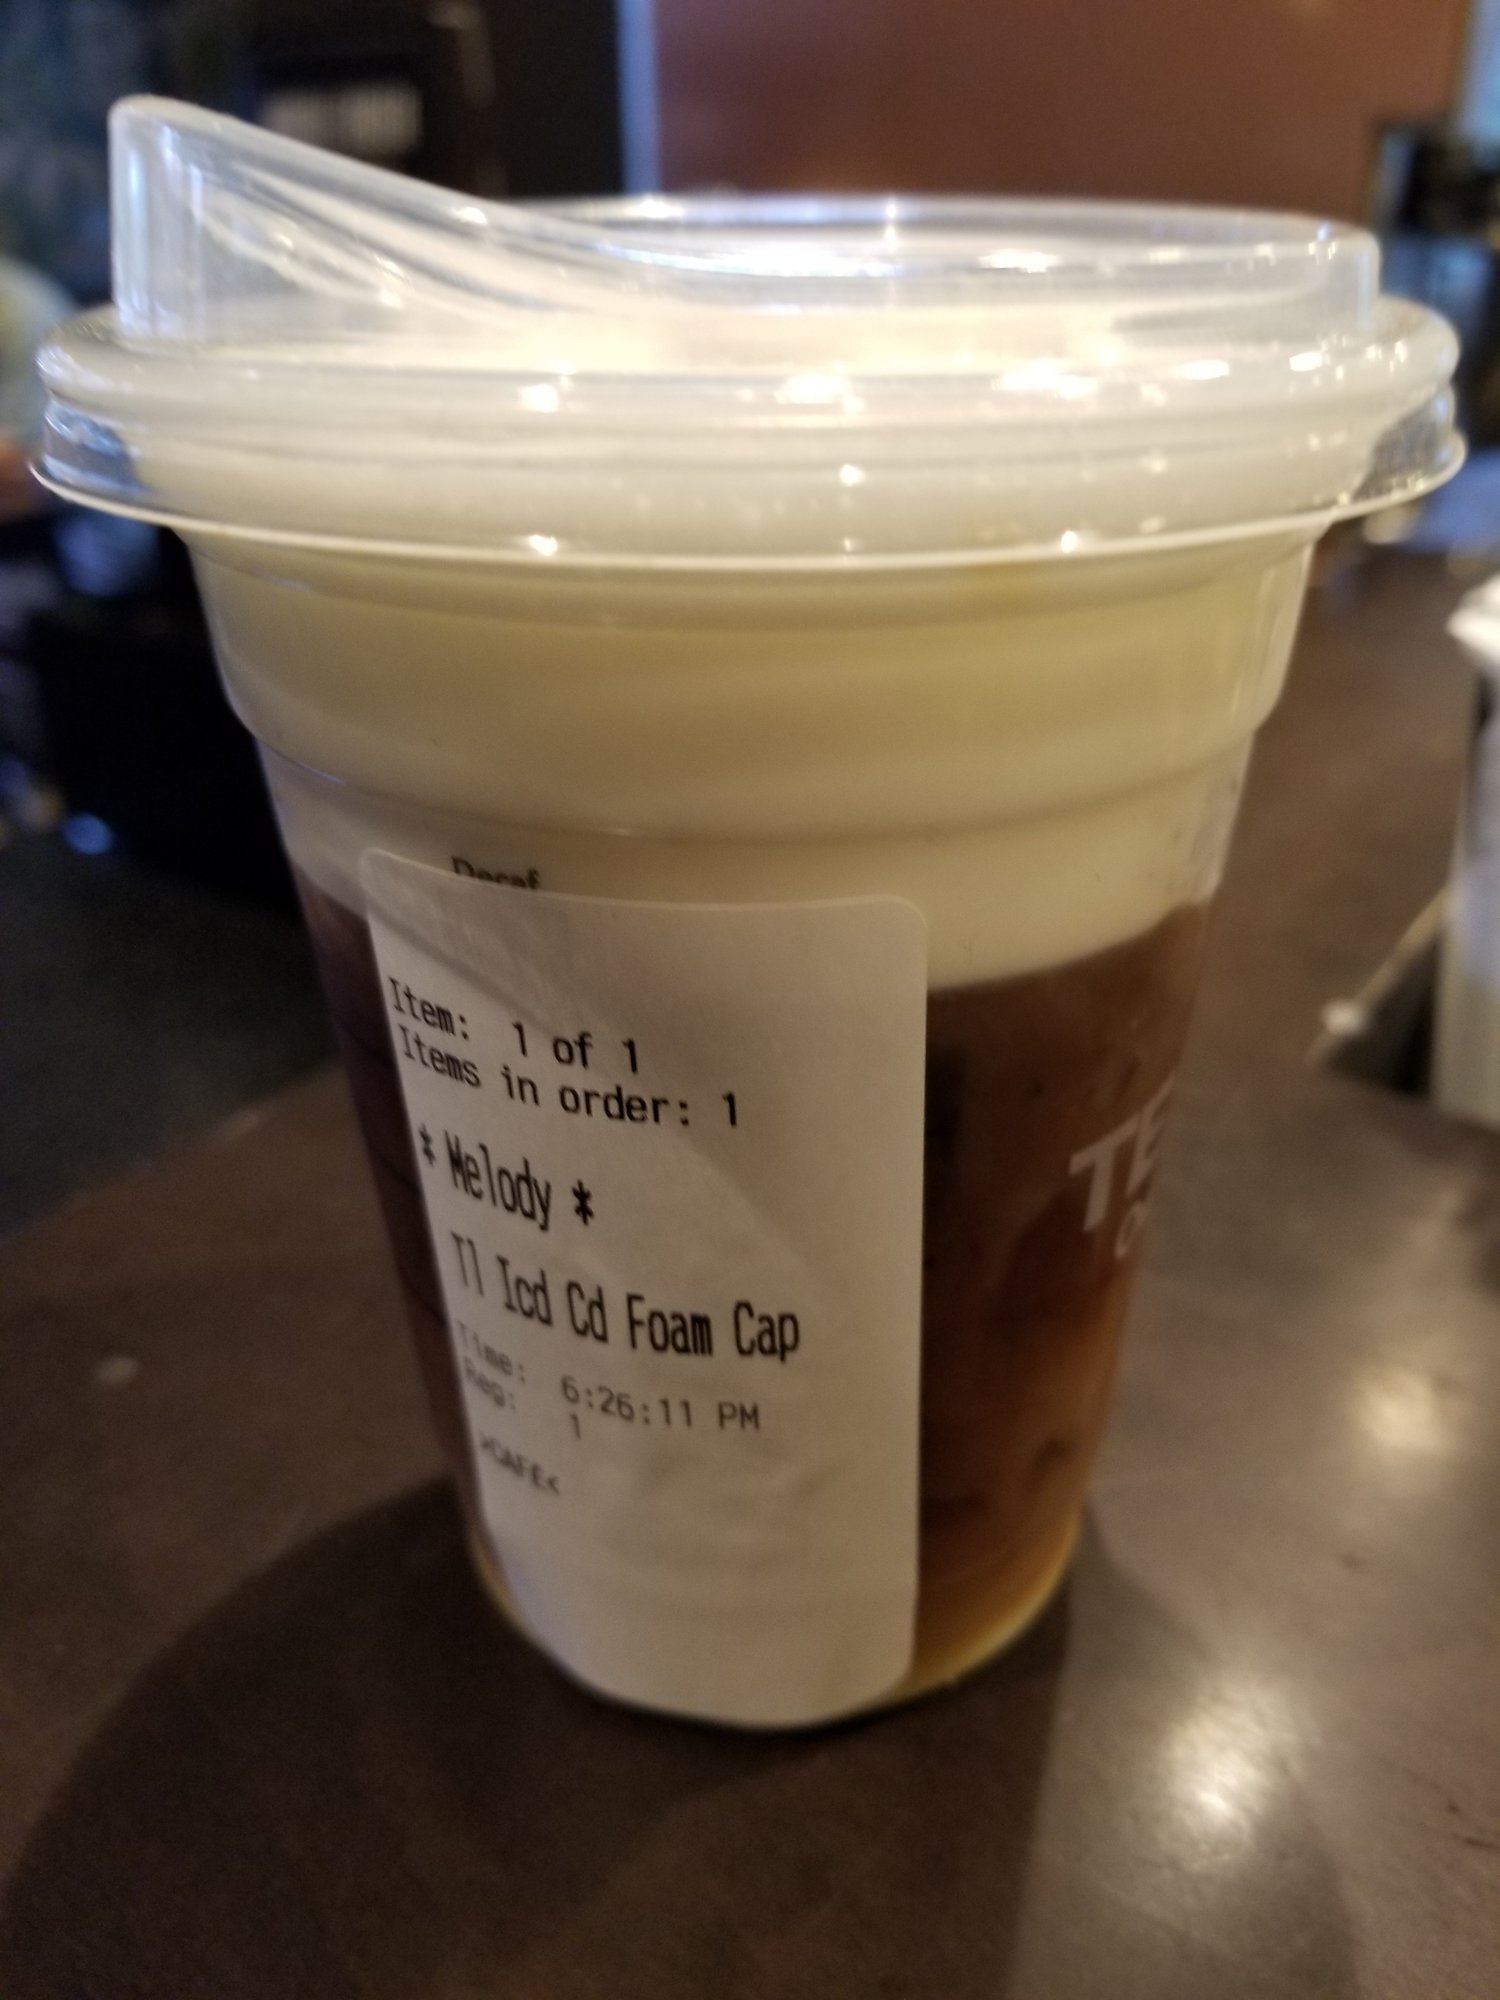 Decaf
Item: 1 of 1
Items in order: 1
* Melody *
Tl Icd Cd Foam Cap
Time: 6:26:11 PM
Reg: 1
>CAFE<
TE